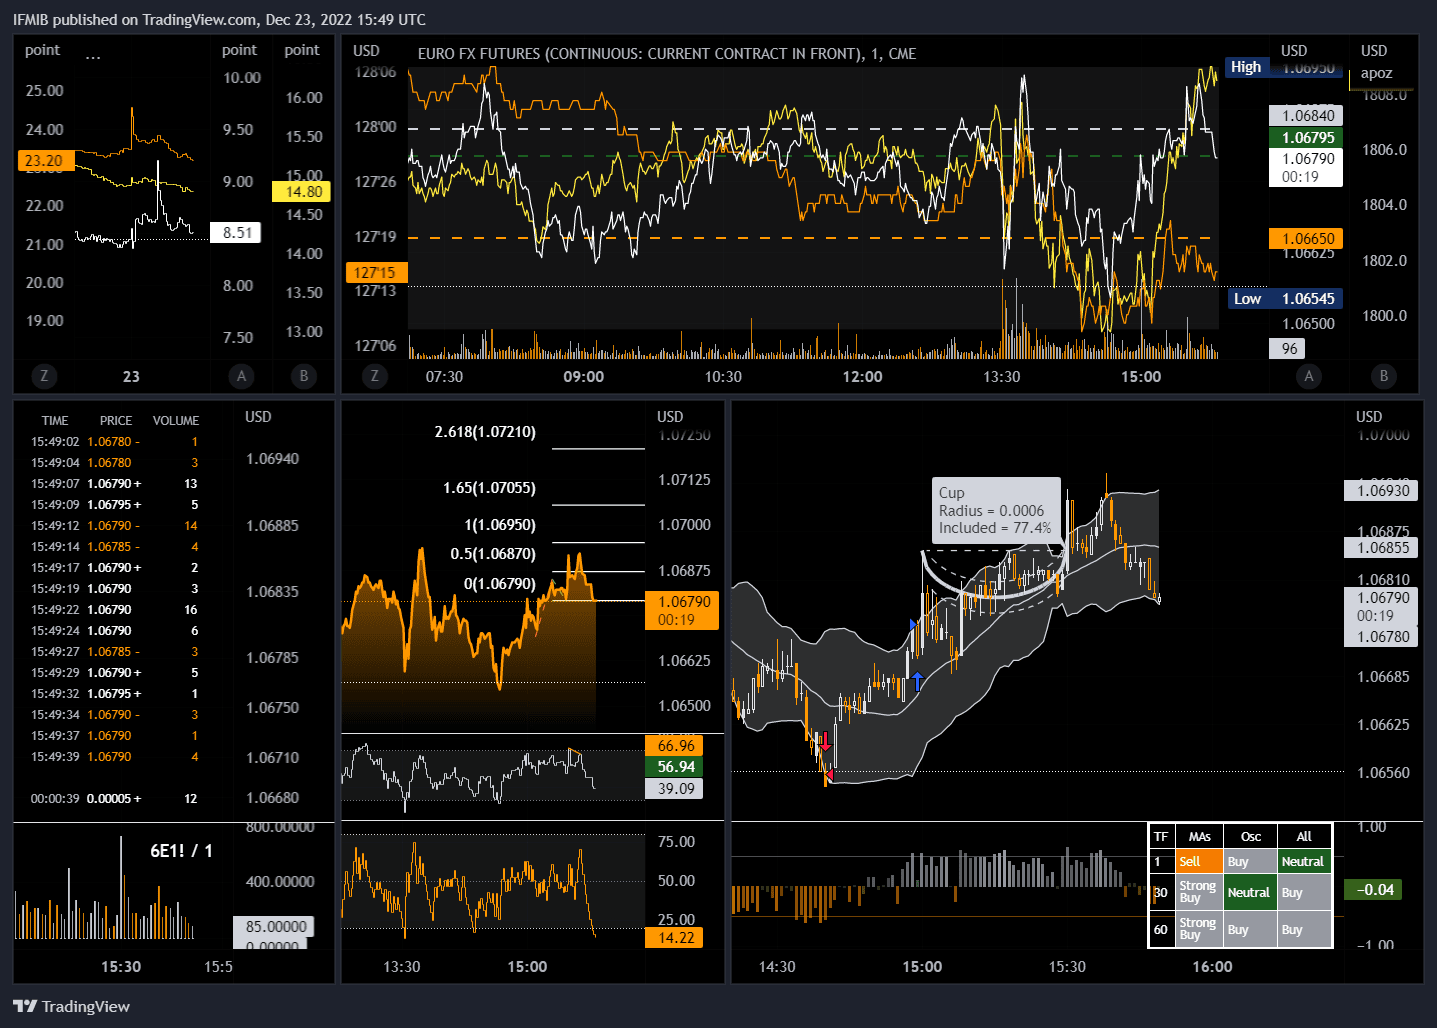 IFMIB published on TradingView.com, Dec 23, 2022 15:49 UTC
point
...
point
point
25.00
24.00
23.20
22.00
21.00
20.00
19.00
10.00
9.50
9.00
8.51
8.00
7.50
16.00
15.50
15.00
14.80
14.50
14.00
13.50
13.00
Z
23
A
B
USD
EURO FX FUTURES (CONTINUOUS: CURRENT CONTRACT IN FRONT), 1, CME
128'06
128'00
127'26
127'19
127'15
127'13
127'06
USD
High
1.06950
1.06840
1.06795
1.06790
00:19
1.06650
1.06625
Low 1.06545
1.06500
96
USD
apoz
1808.0
1806.0
1804.0
1802.0
1800.0
Z
07:30
09:00
10:30
12:00
13:30
15:00
A
B
TIME PRICE VOLUME
15:49:02 1.06780 - 1
15:49:04 1.06780 3
15:49:07 1.06790 + 13
15:49:09 1.06795 + 5
15:49:12 1.06790 - 14
15:49:14 1.06785 - 4
15:49:17 1.06790 + 2
15:49:19 1.06790 3
15:49:22 1.06790 16
15:49:24 1.06790 6
15:49:27 1.06785 - 3
15:49:29 1.06790 + 5
15:49:32 1.06795 + 1
15:49:34 1.06790 - 3
15:49:37 1.06790 1
15:49:39 1.06790 4
00:00:39 0.00005 + 12
USD
1.06940
1.06885
1.06835
1.06785
1.06750
1.06710
1.06680
6E1! / 1
800.00000
400.00000
85.00000
0.00000
15:30
15:5
2.618(1.07210)
1.65(1.07055)
1(1.06950)
0.5(1.06870)
0(1.06790)
USD
1.07250
1.07125
1.07000
1.06875
1.06790
00:19
1.06625
1.06500
66.96
56.94
39.09
75.00
50.00
25.00
14.22
13:30
15:00
Cup
Radius = 0.0006
Included = 77.4%
USD
1.07000
1.06930
1.06875
1.06855
1.06810
1.06790
00:19
1.06780
1.06685
1.06625
1.06560
1.00
-0.04
-1.00
TF MAs Osc All
1 Sell Buy Neutral
30 Strong Buy Neutral Buy
60 Strong Buy Buy Buy
14:30
15:00
15:30
16:00
TradingView